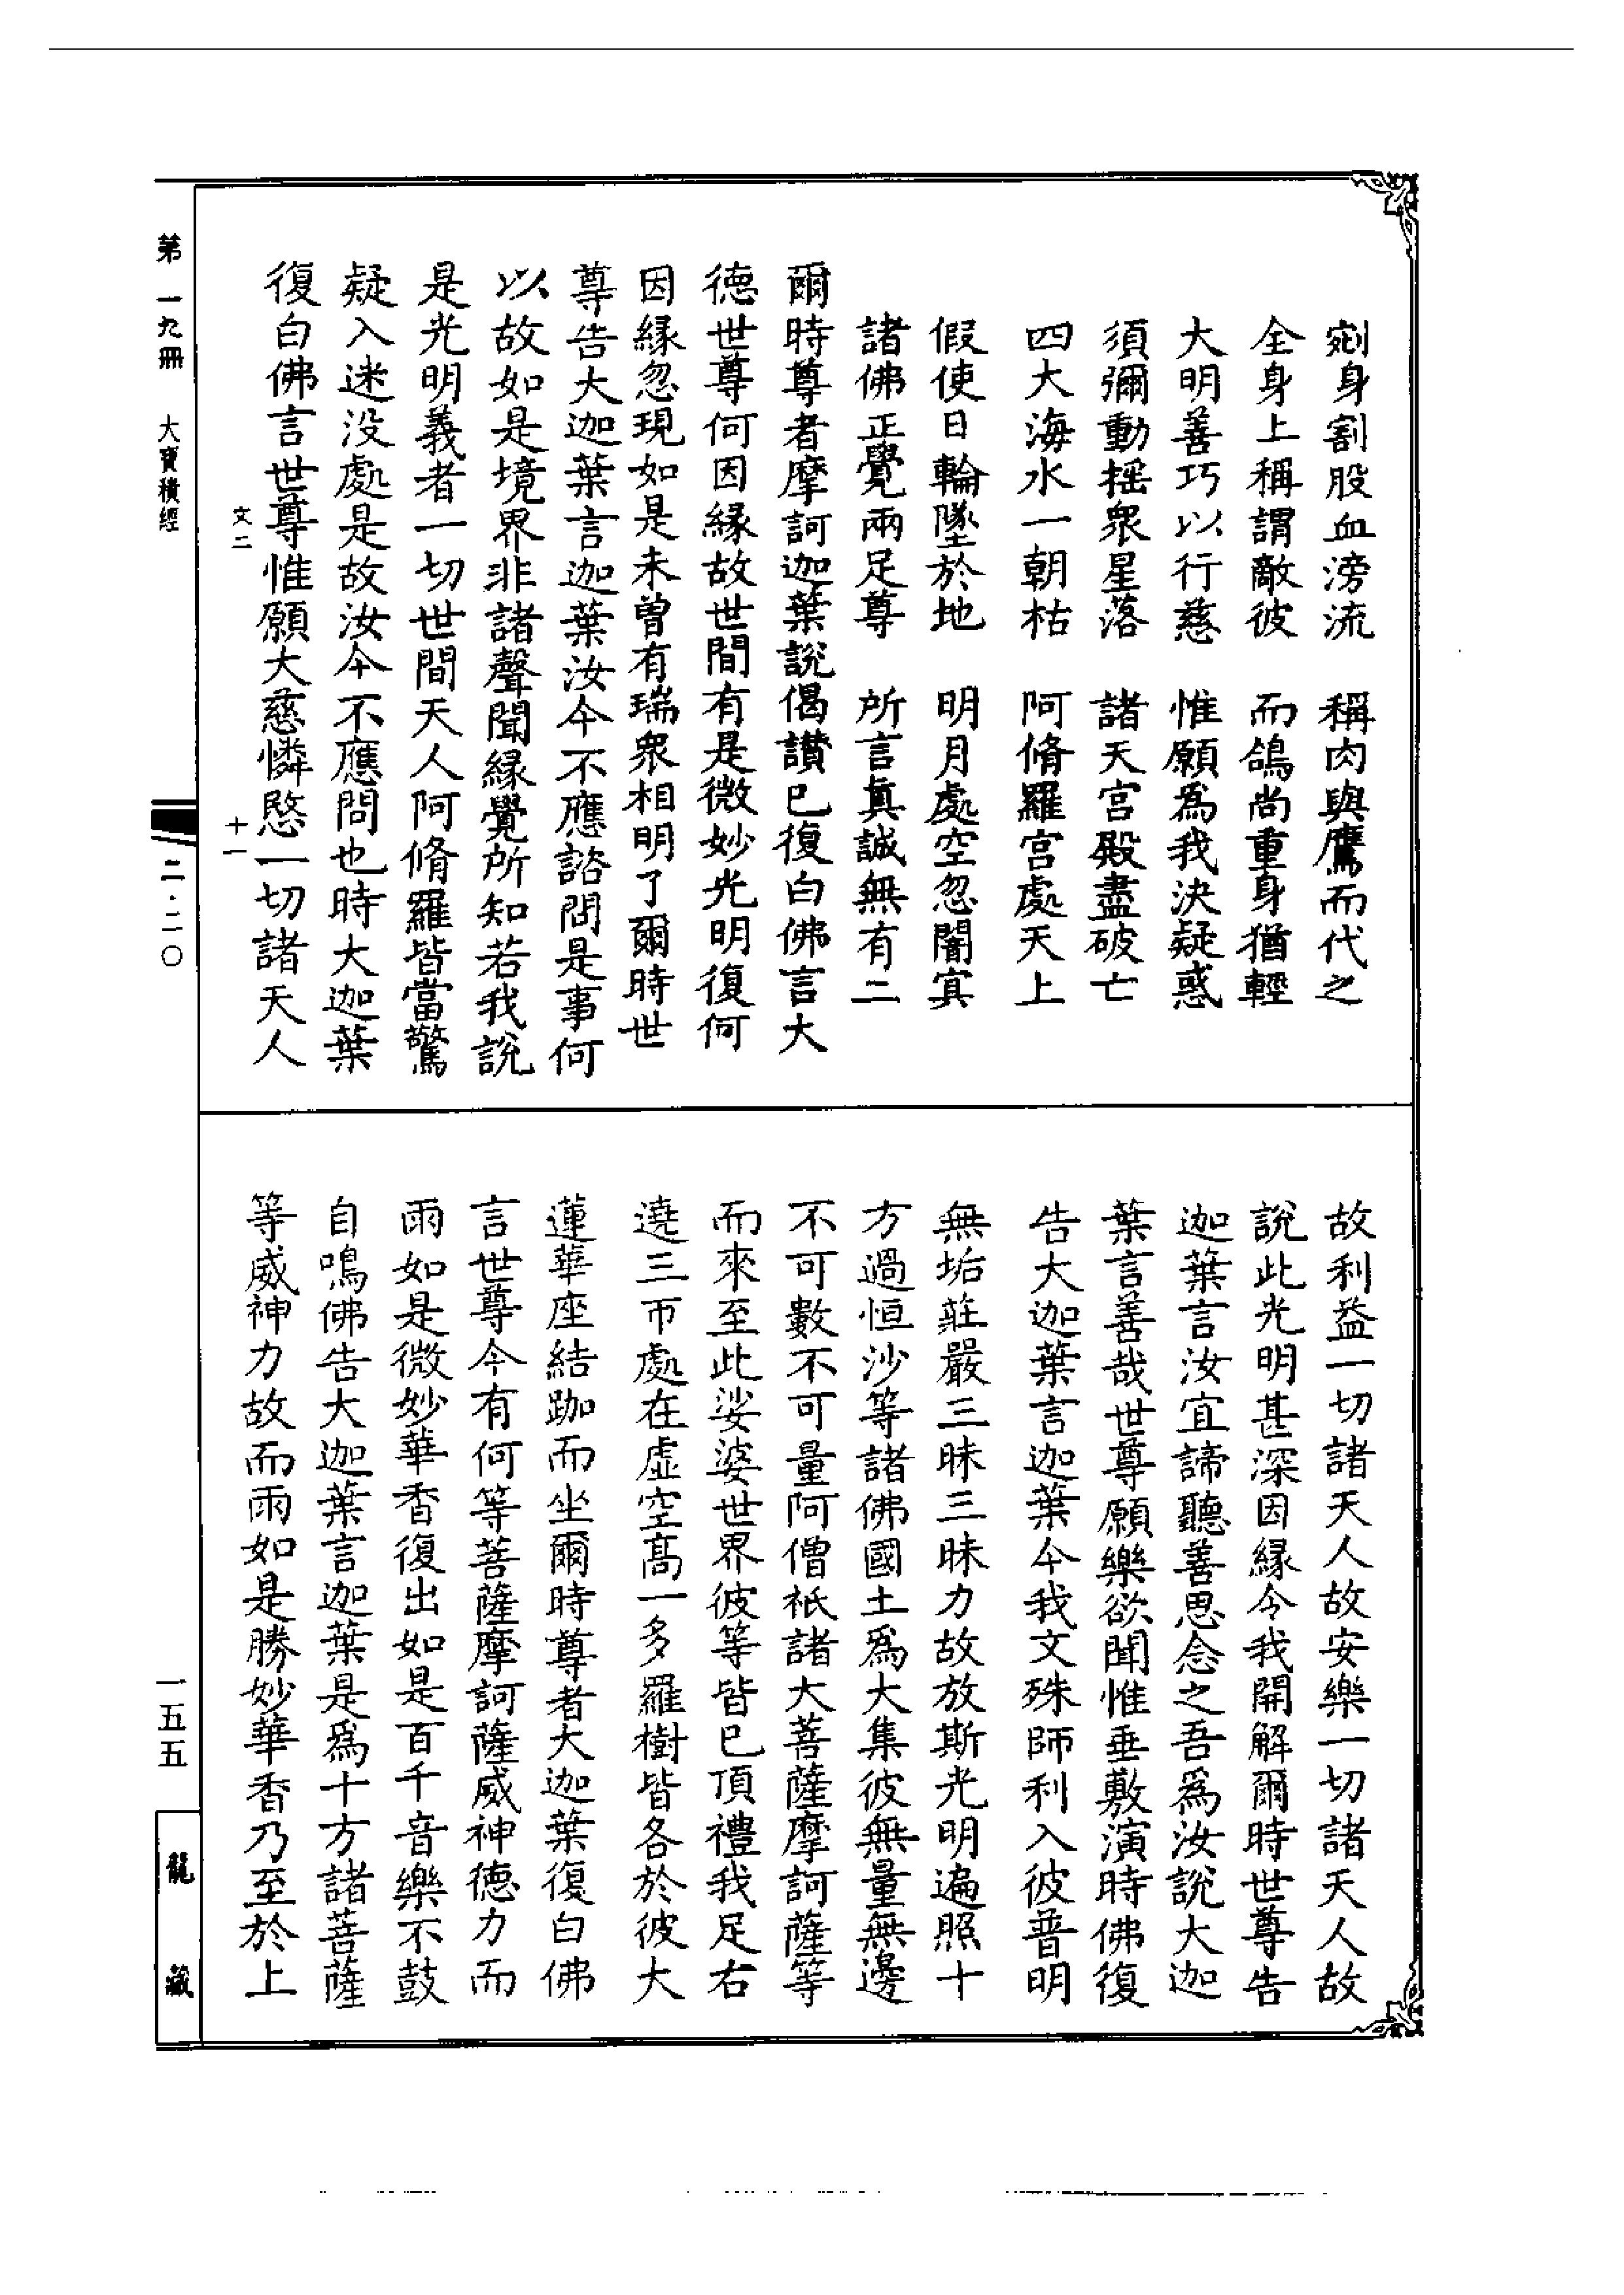 剜身割股血滂流　稱肉與鷹而代之
全身上稱謂敵彼　而鴿尚重身猶輕
大明善巧以行慈　惟願爲我決疑惑
須彌動搖衆星落　諸天宮殿盡破亡
四大海水一朝枯　阿脩羅宮處天上
假使日輪墜於地　明月處空忽闇冥
諸佛正覺兩足尊　所言眞誠無有二
爾時尊者摩訶迦葉說偈讚已復白佛言大
德世尊何因緣故世間有是微妙光明復何
因緣忽現如是未曾有瑞衆相明了爾時世
尊告大迦葉言迦葉汝今不應諮問是事何
以故如是境界非諸聲聞緣覺所知若我說
是光明義者一切世間天人阿脩羅皆當驚
疑入迷没處是故汝今不應問也時大迦葉
復白佛言世尊惟願大慈憐愍一切諸天人
文二
十一
故利益一切諸天人故安樂一切諸天人故
說此光明甚深因緣令我開解爾時世尊告
迦葉言汝宜諦聽善思念之吾爲汝說大迦
葉言善哉世尊願樂欲聞惟垂敷演時佛復
告大迦葉言迦葉今我文殊師利入彼普明
無垢莊嚴三昧三昧力故放斯光明遍照十
方過恒沙等諸佛國土爲大集彼無量無邊
不可數不可量阿僧祇諸大菩薩摩訶薩等
而來至此娑婆世界彼等皆已頂禮我足右
遶三帀處在虛空高一多羅樹皆各於彼大
蓮華座結跏而坐爾時尊者大迦葉復白佛
言世尊今有何等菩薩摩訶薩威神德力而
雨如是微妙華香復出如是百千音樂不鼓
自鳴佛告大迦葉言迦葉是爲十方諸菩薩
等威神力故而雨如是勝妙華香乃至於上
第一九冊　大寶積經
二·二〇
一五五
龍藏